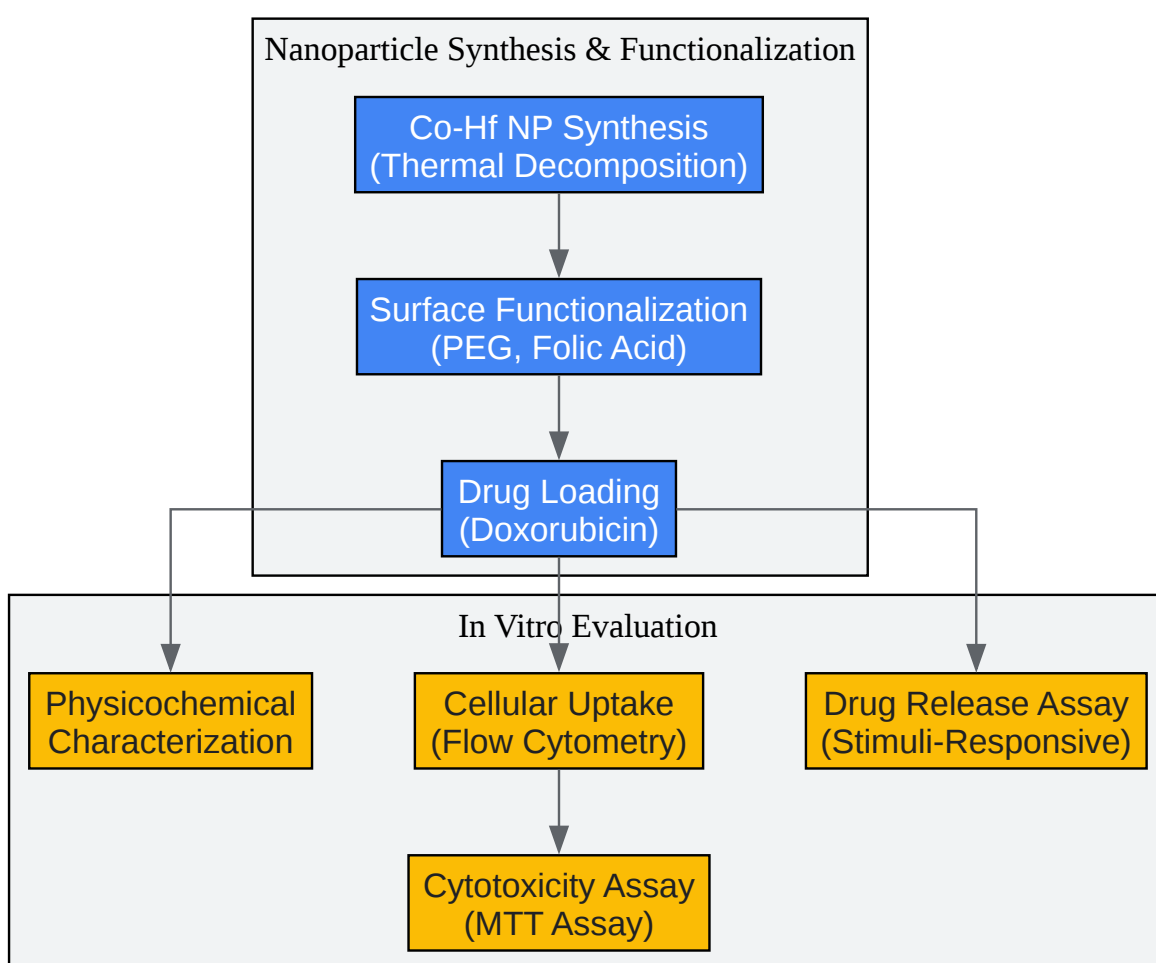 Nanoparticle Synthesis & Functionalization
Co-Hf NP Synthesis
(Thermal Decomposition)
Surface Functionalization
(PEG, Folic Acid)
Drug Loading
(Doxorubicin)
In Vitro Evaluation
Physicochemical
Characterization
Cellular Uptake
(Flow Cytometry)
Drug Release Assay
(Stimuli-Responsive)
Cytotoxicity Assay
(MTT Assay)